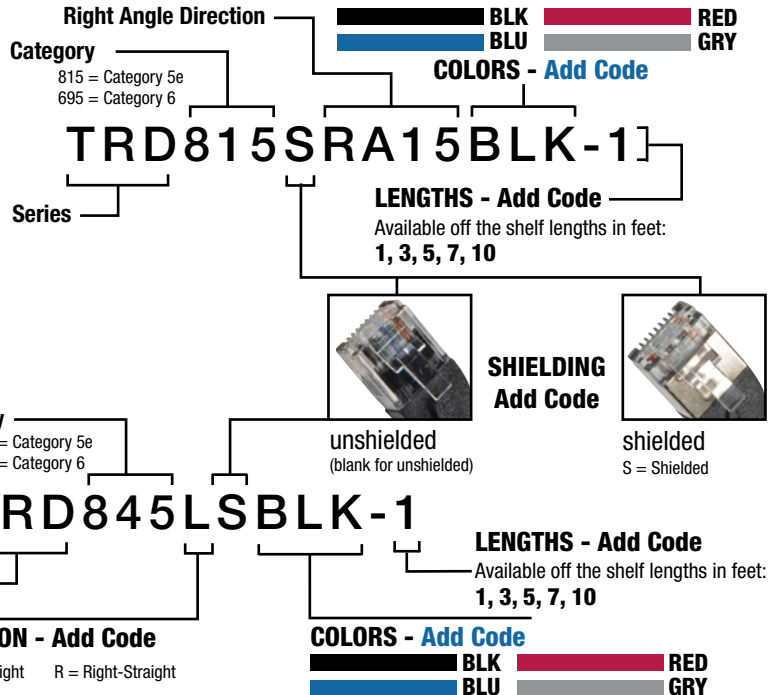 Right Angle Direction
BLK RED
BLU GRY
Category
815 = Category 5e
695 = Category 6
COLORS - Add Code
TRD815SRA15BLK-1
Series
LENGTHS - Add Code
Available off the shelf lengths in feet:
1, 3, 5, 7, 10
SHIELDING
Add Code
unshielded
(blank for unshielded)
shielded
S = Shielded
= Category 5e
= Category 6
RD845LSBLK-1
LENGTHS - Add Code
Available off the shelf lengths in feet:
1, 3, 5, 7, 10
ON - Add Code
ight R = Right-Straight
COLORS - Add Code
BLK RED
BLU GRY